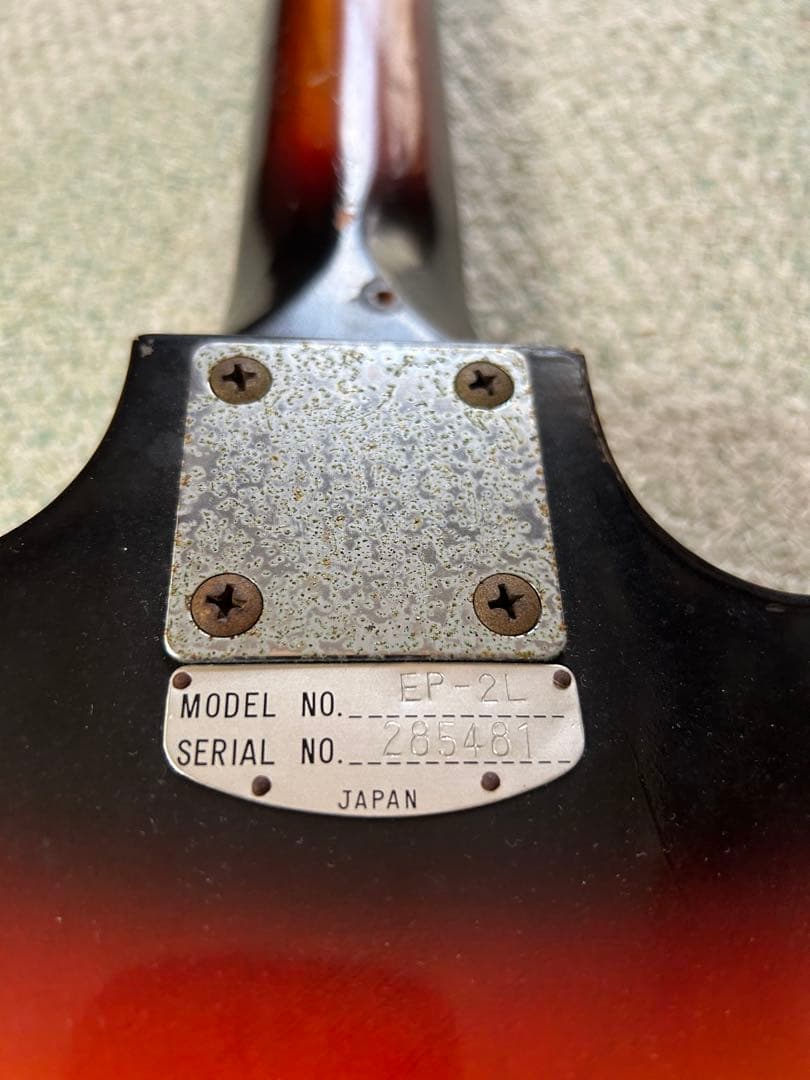 MODEL NO. EP-2L
SERIAL NO. 285481
JAPAN